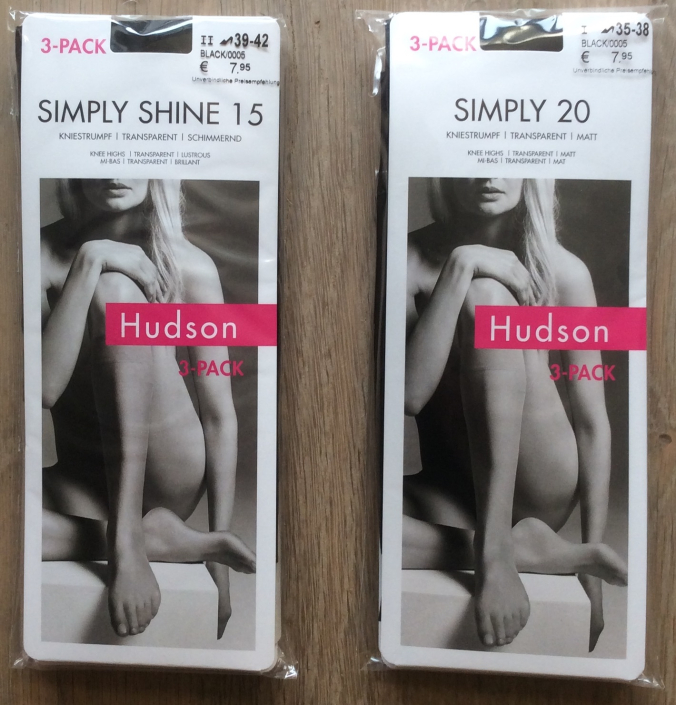 3-PACK
II 39-42
BLACK/0005
€ 7,95
Unverbindliche Preisempfehlung
SIMPLY SHINE 15
KNIESTRUMPF | TRANSPARENT | SCHIMMERND
KNEE HIGHS | TRANSPARENT | LUSTROUS
MI-BAS | TRANSPARENT | BRILLANT
Hudson
3-PACK
3-PACK
I 35-38
BLACK/0005
€ 7,95
Unverbindliche Preisempfehlung
SIMPLY 20
KNIESTRUMPF | TRANSPARENT | MATT
KNEE HIGHS | TRANSPARENT | MATT
MI-BAS | TRANSPARENT | MAT
Hudson
3-PACK